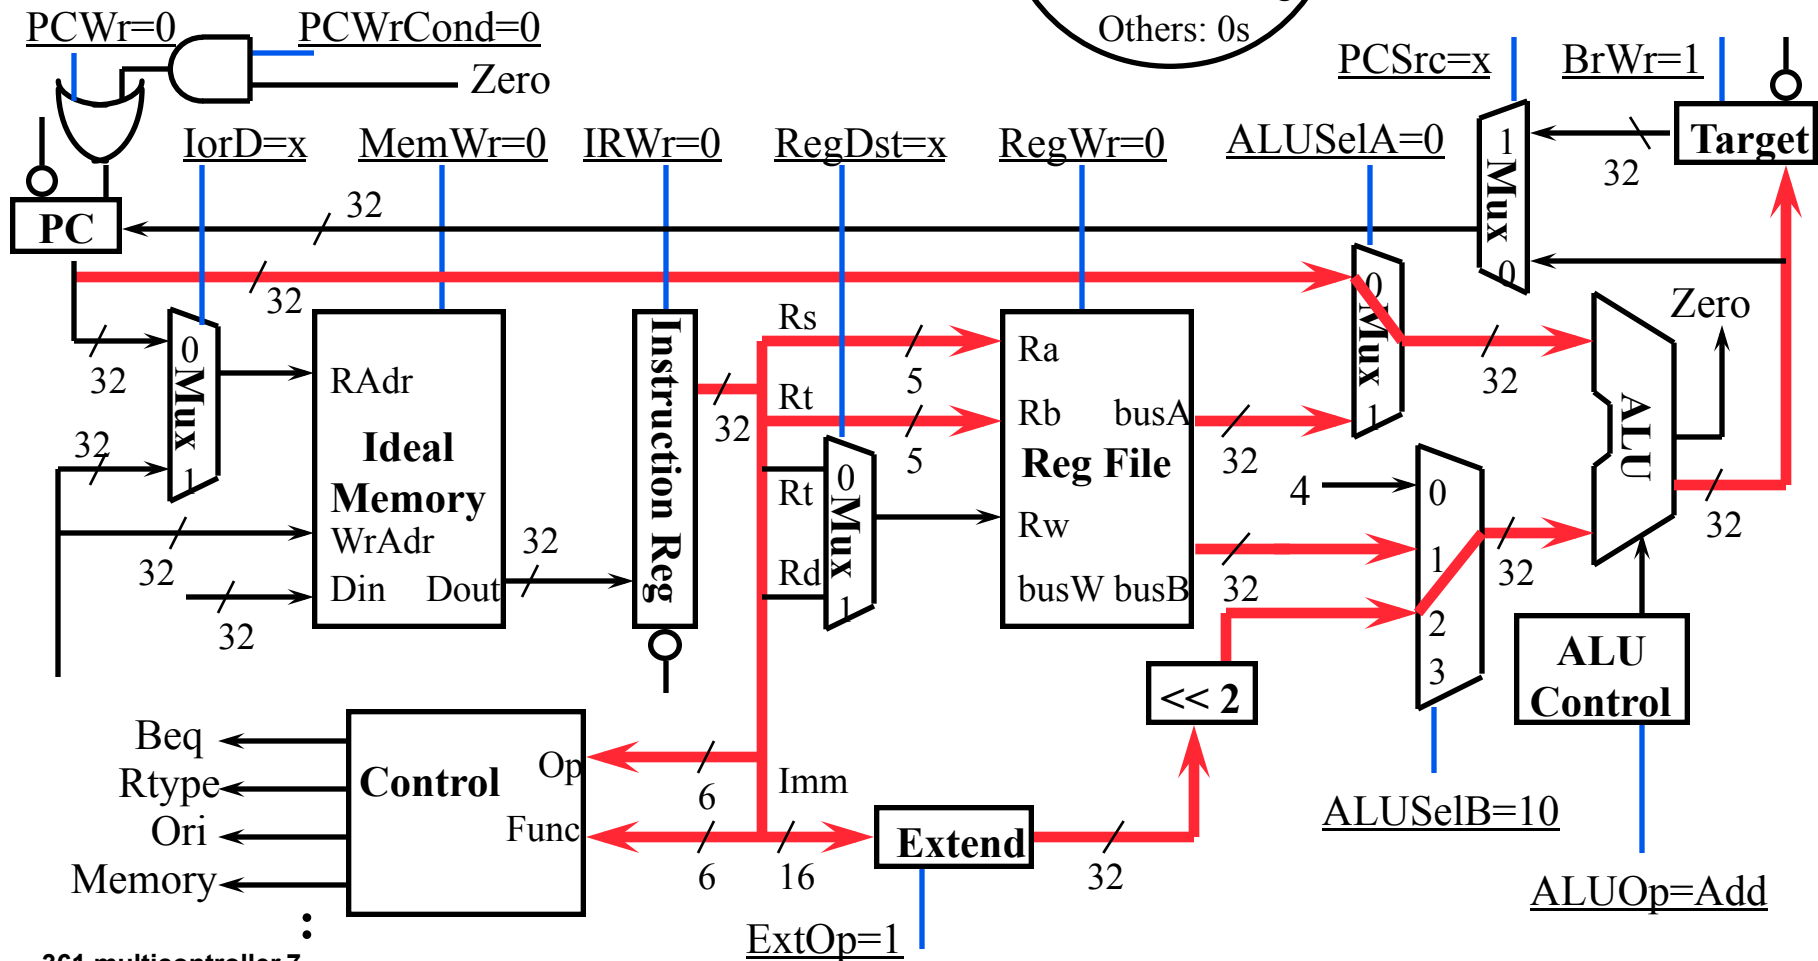 Others: 0s
PCWr=0
PCWrCond=0
Zero
PCSrc=x
BrWr=1
IorD=x
MemWr=0
IRWr=0
RegDst=x
RegWr=0
ALUSelA=0
1
Mux
0
32
Target
PC
32
32
32
0
Mux
1
32
RAdr
Ideal
Memory
WrAdr
Din
Dout
32
32
32
Instruction Reg
32
Rs
5
Rt
5
Rt
Rd
0
Mux
1
Ra
Rb
busA
Reg File
Rw
busW
busB
32
32
0
Mux
1
32
4
0
1
2
3
32
ALU
Zero
32
<< 2
ALU
Control
Beq
Rtype
Ori
Memory
:
Control
Op
Func
6
6
Imm
16
Extend
32
ExtOp=1
ALUSelB=10
ALUOp=Add